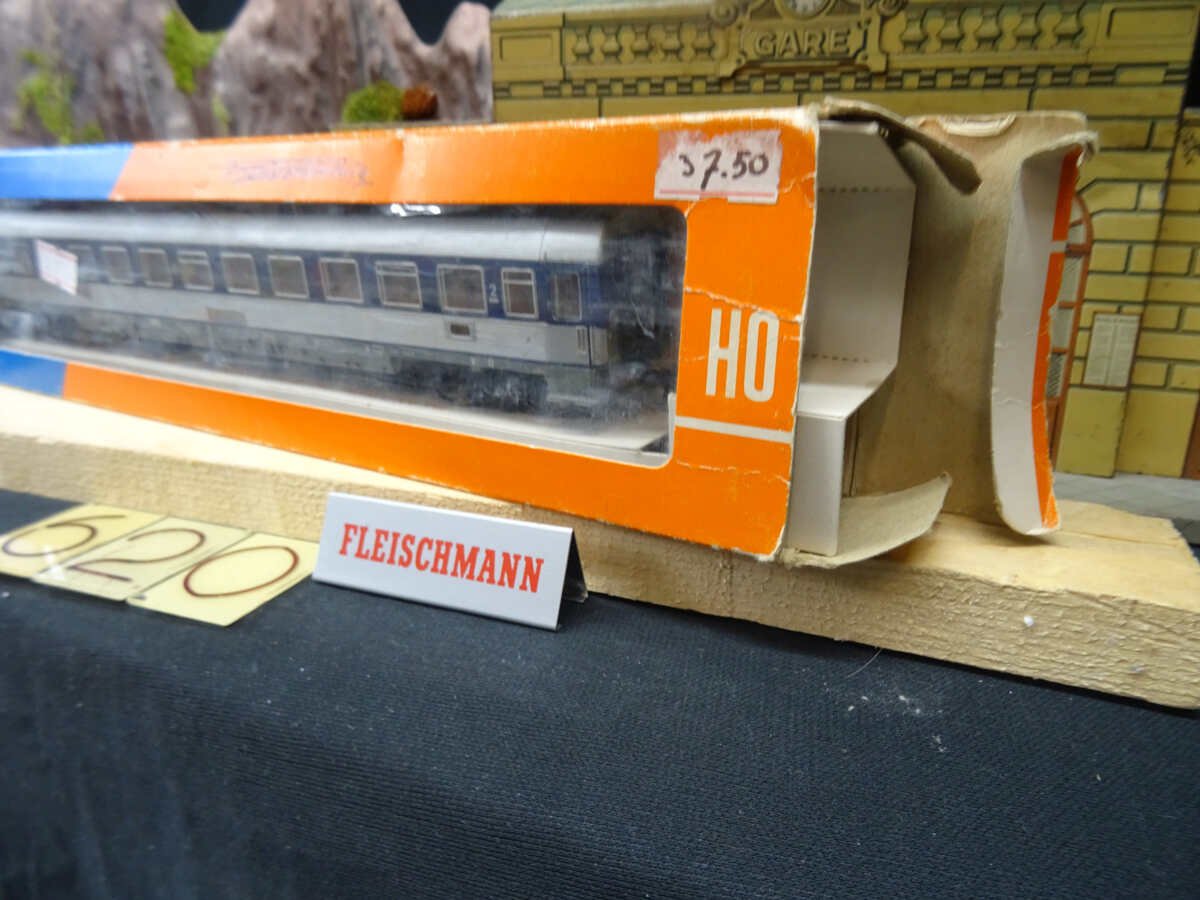 GARE
37.50
2
HO
FLEISCHMANN
620